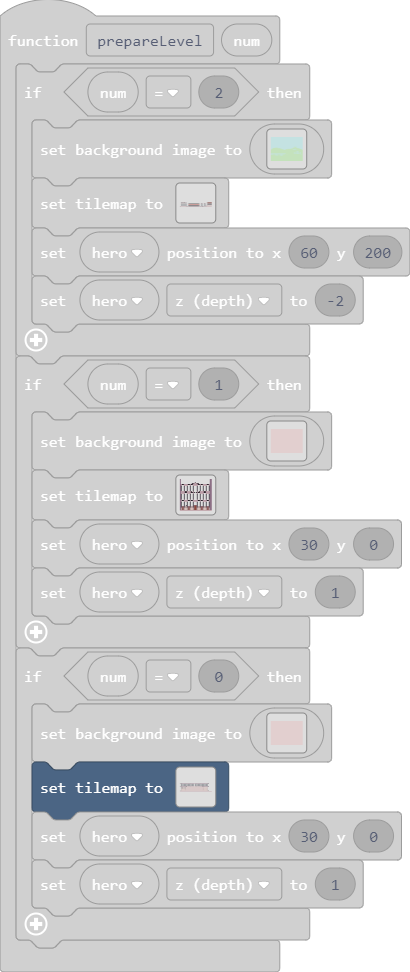 function prepareLevel num
if num = 2 then
set background image to
set tilemap to
set hero position to x 60 y 200
set hero z (depth) to -2
if num = 1 then
set background image to
set tilemap to
set hero position to x 30 y 0
set hero z (depth) to 1
if num = 0 then
set background image to
set tilemap to
set hero position to x 30 y 0
set hero z (depth) to 1